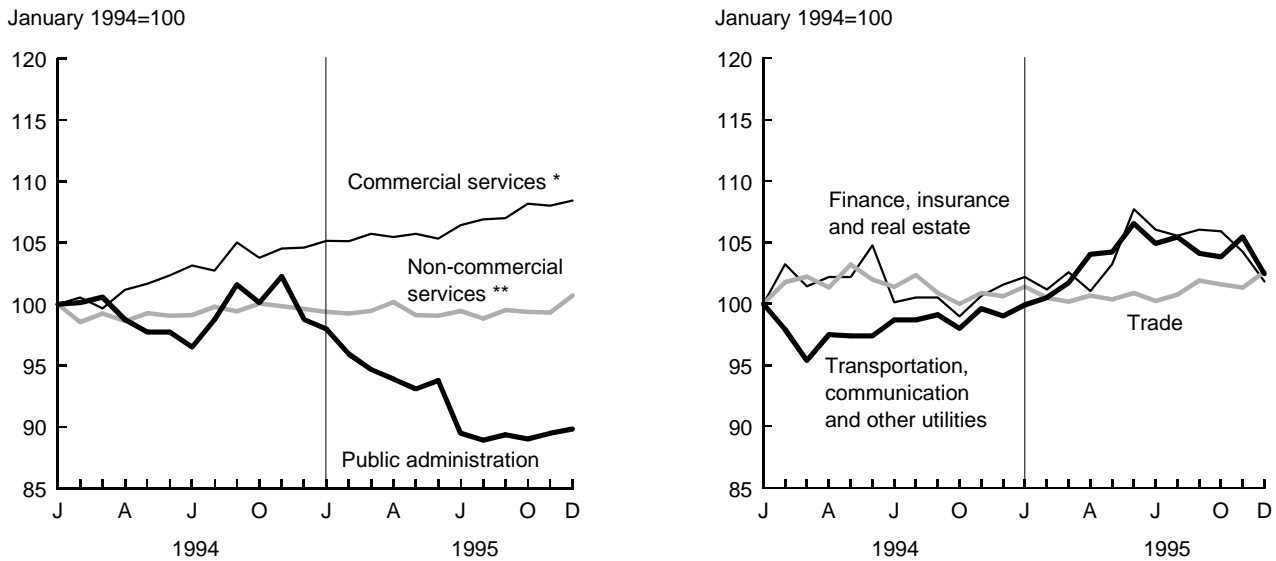 January 1994=100
120
115
110
105
100
95
90
85
Commercial services *
Non-commercial
services **
Public administration
J A J O J A J O D
1994 1995
January 1994=100
120
115
110
105
100
95
90
85
Finance, insurance
and real estate
Trade
Transportation,
communication
and other utilities
J A J O J A J O D
1994 1995